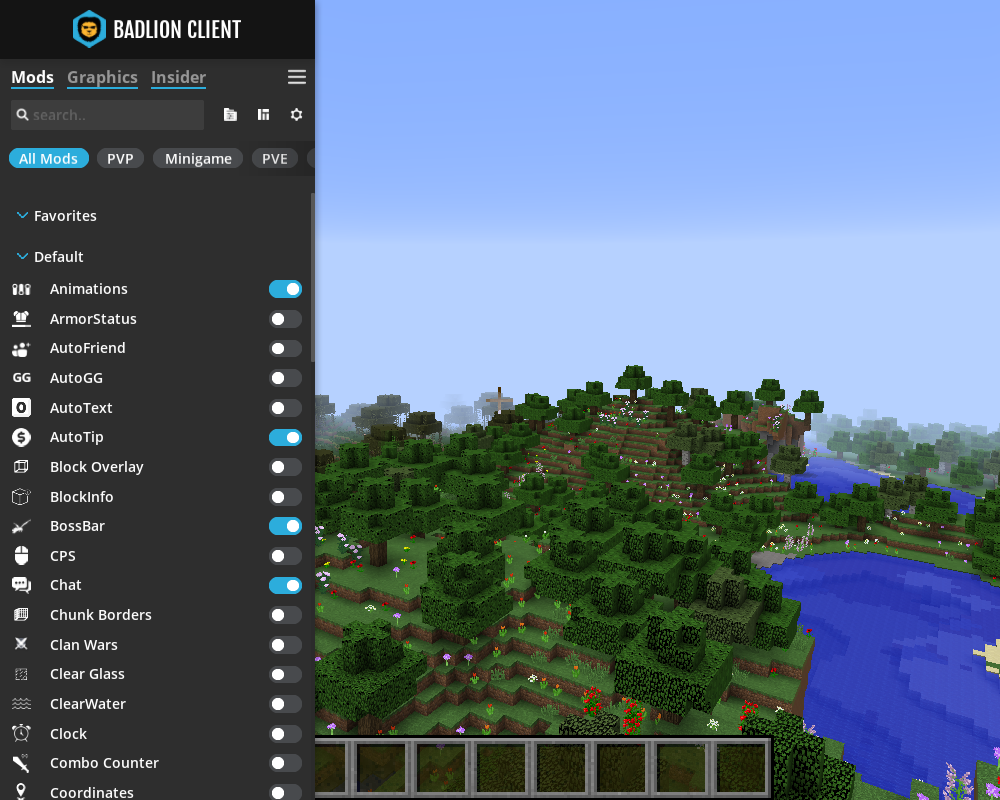 BADLION CLIENT
Mods Graphics Insider
search..
All Mods PVP Minigame PVE
Favorites
Default
Animations
ArmorStatus
AutoFriend
GG AutoGG
AutoText
AutoTip
Block Overlay
BlockInfo
BossBar
CPS
Chat
Chunk Borders
Clan Wars
Clear Glass
ClearWater
Clock
Combo Counter
Coordinates